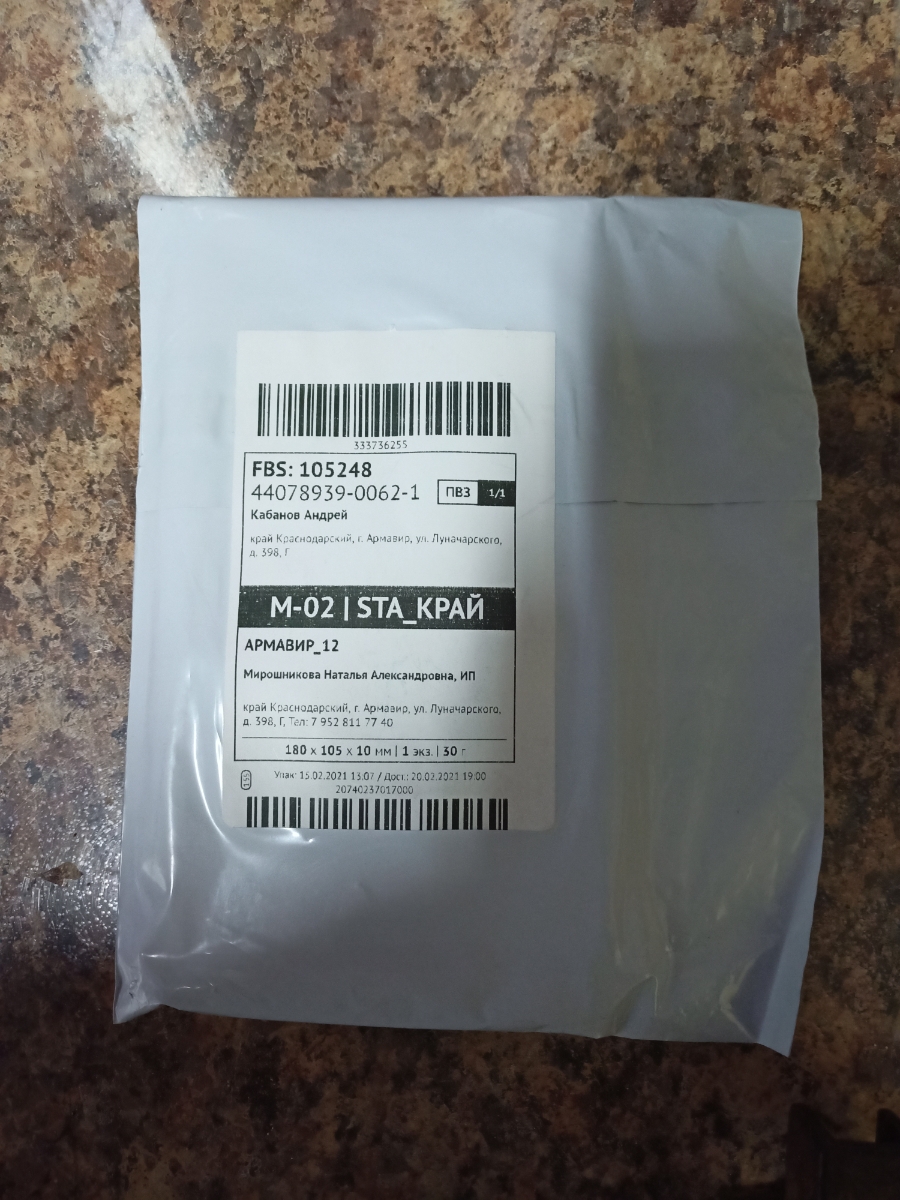 333736255
FBS: 105248
44078939-0062-1 ПВЗ 1/1
Кабанов Андрей
край Краснодарский, г. Армавир, ул. Луначарского,
д. 398, Г
М-02 | STA_КРАЙ
АРМАВИР_12
Мирошникова Наталья Александровна, ИП
край Краснодарский, г. Армавир, ул. Луначарского,
д. 398, Г, Тел: 7 952 811 77 40
180 x 105 x 10 мм | 1 экз. | 30 г
155
Упак: 15.02.2021 13:07 / Дост.: 20.02.2021 19:00
20740237017000